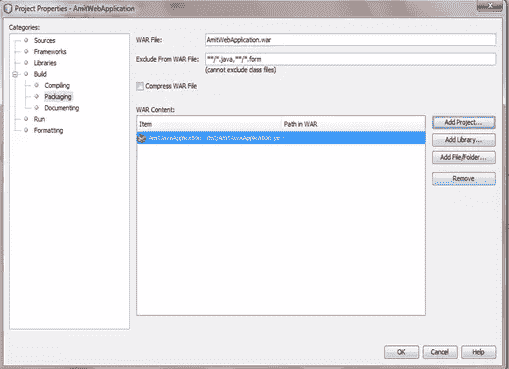 Project Properties - AmitWebApplication
Categories:
Sources
Frameworks
Libraries
Build
Compiling
Packaging
Documenting
Run
Formatting
WAR File:
AmitWebApplication.war
Exclude From WAR File:
**/*.java,**/*.form
(cannot exclude class files)
Compress WAR File
WAR Content:
Item
Path in WAR
Add Project...
Add Library...
Add File/Folder...
Remove
OK
Cancel
Help